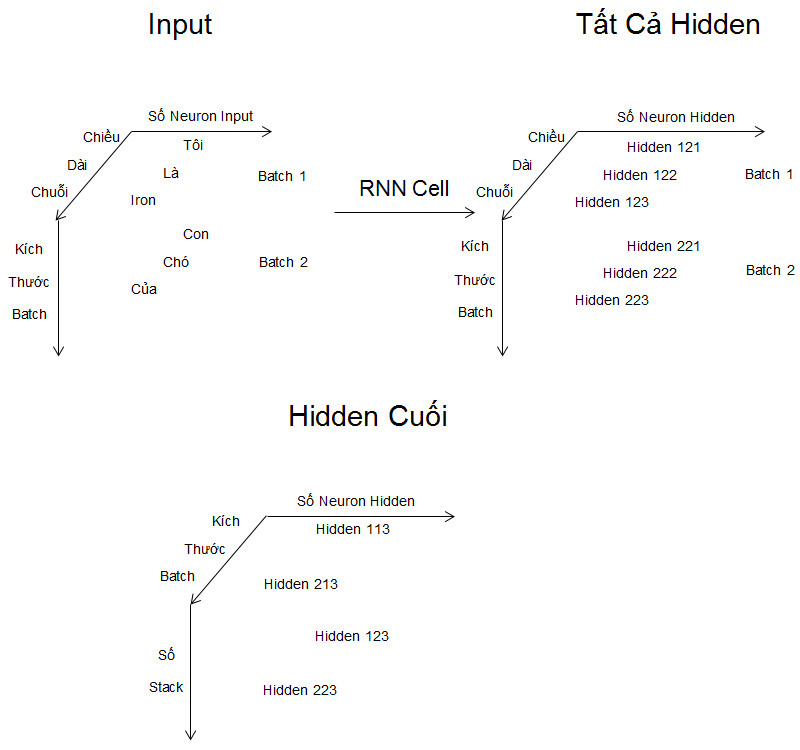 Input
Tất Cả Hidden
Số Neuron Input
Chiều
Dài
Chuỗi
Tôi
Là
Iron
Batch 1
Con
Chó
Của
Batch 2
Kích
Thước
Batch
RNN Cell
Số Neuron Hidden
Chiều
Dài
Chuỗi
Hidden 121
Hidden 122
Hidden 123
Batch 1
Hidden 221
Hidden 222
Hidden 223
Batch 2
Kích
Thước
Batch
Hidden Cuối
Số Neuron Hidden
Kích
Thước
Batch
Hidden 113
Hidden 213
Hidden 123
Hidden 223
Số
Stack